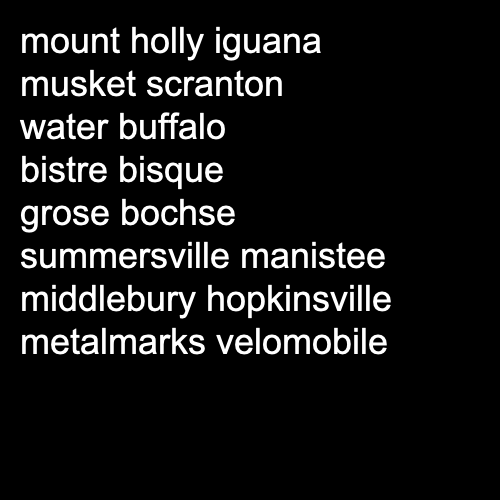 mount holly iguana
musket scranton
water buffalo
bistre bisque
grose bochse
summersville manistee
middlebury hopkinsville
metalmarks velomobile